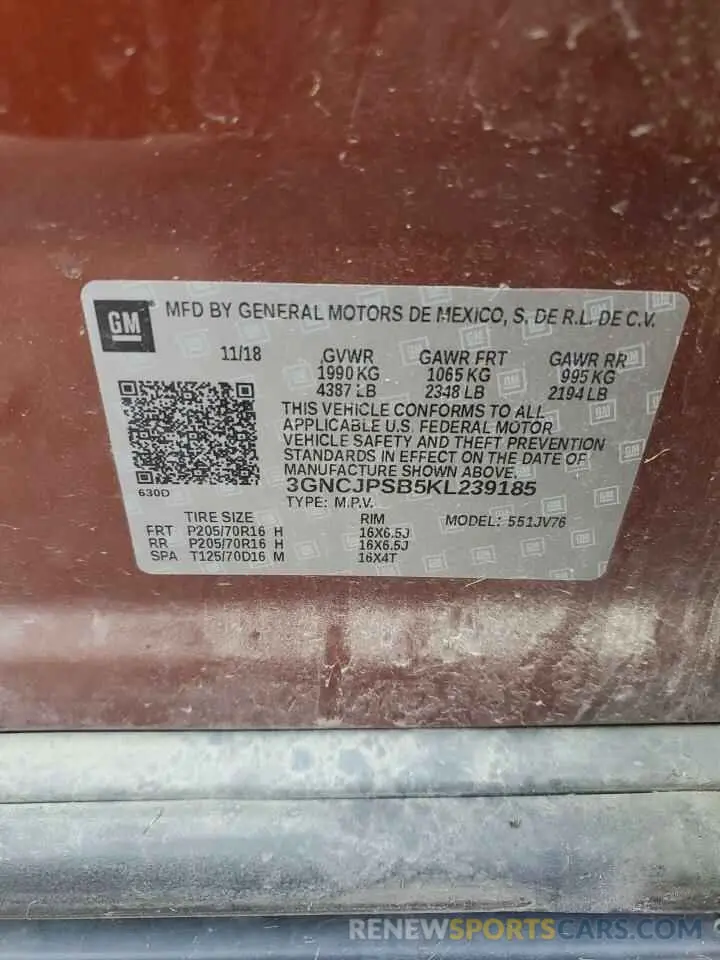 GM
MFD BY GENERAL MOTORS DE MEXICO, S. DE R.L. DE C.V.
11/18 GVWR GAWR FRT GAWR RR
1990 KG 1065 KG 995 KG
4387 LB 2348 LB 2194 LB
THIS VEHICLE CONFORMS TO ALL
APPLICABLE U.S. FEDERAL MOTOR
VEHICLE SAFETY AND THEFT PREVENTION
STANDARDS IN EFFECT ON THE DATE OF
MANUFACTURE SHOWN ABOVE.
630D 3GNCJPSB5KL239185
TYPE: M.P.V.
TIRE SIZE RIM MODEL: 551JV76
FRT P205/70R16 H 16X6.5J
RR P205/70R16 H 16X6.5J
SPA T125/70D16 M 16X4T
RENEWSPORTSCARS.COM